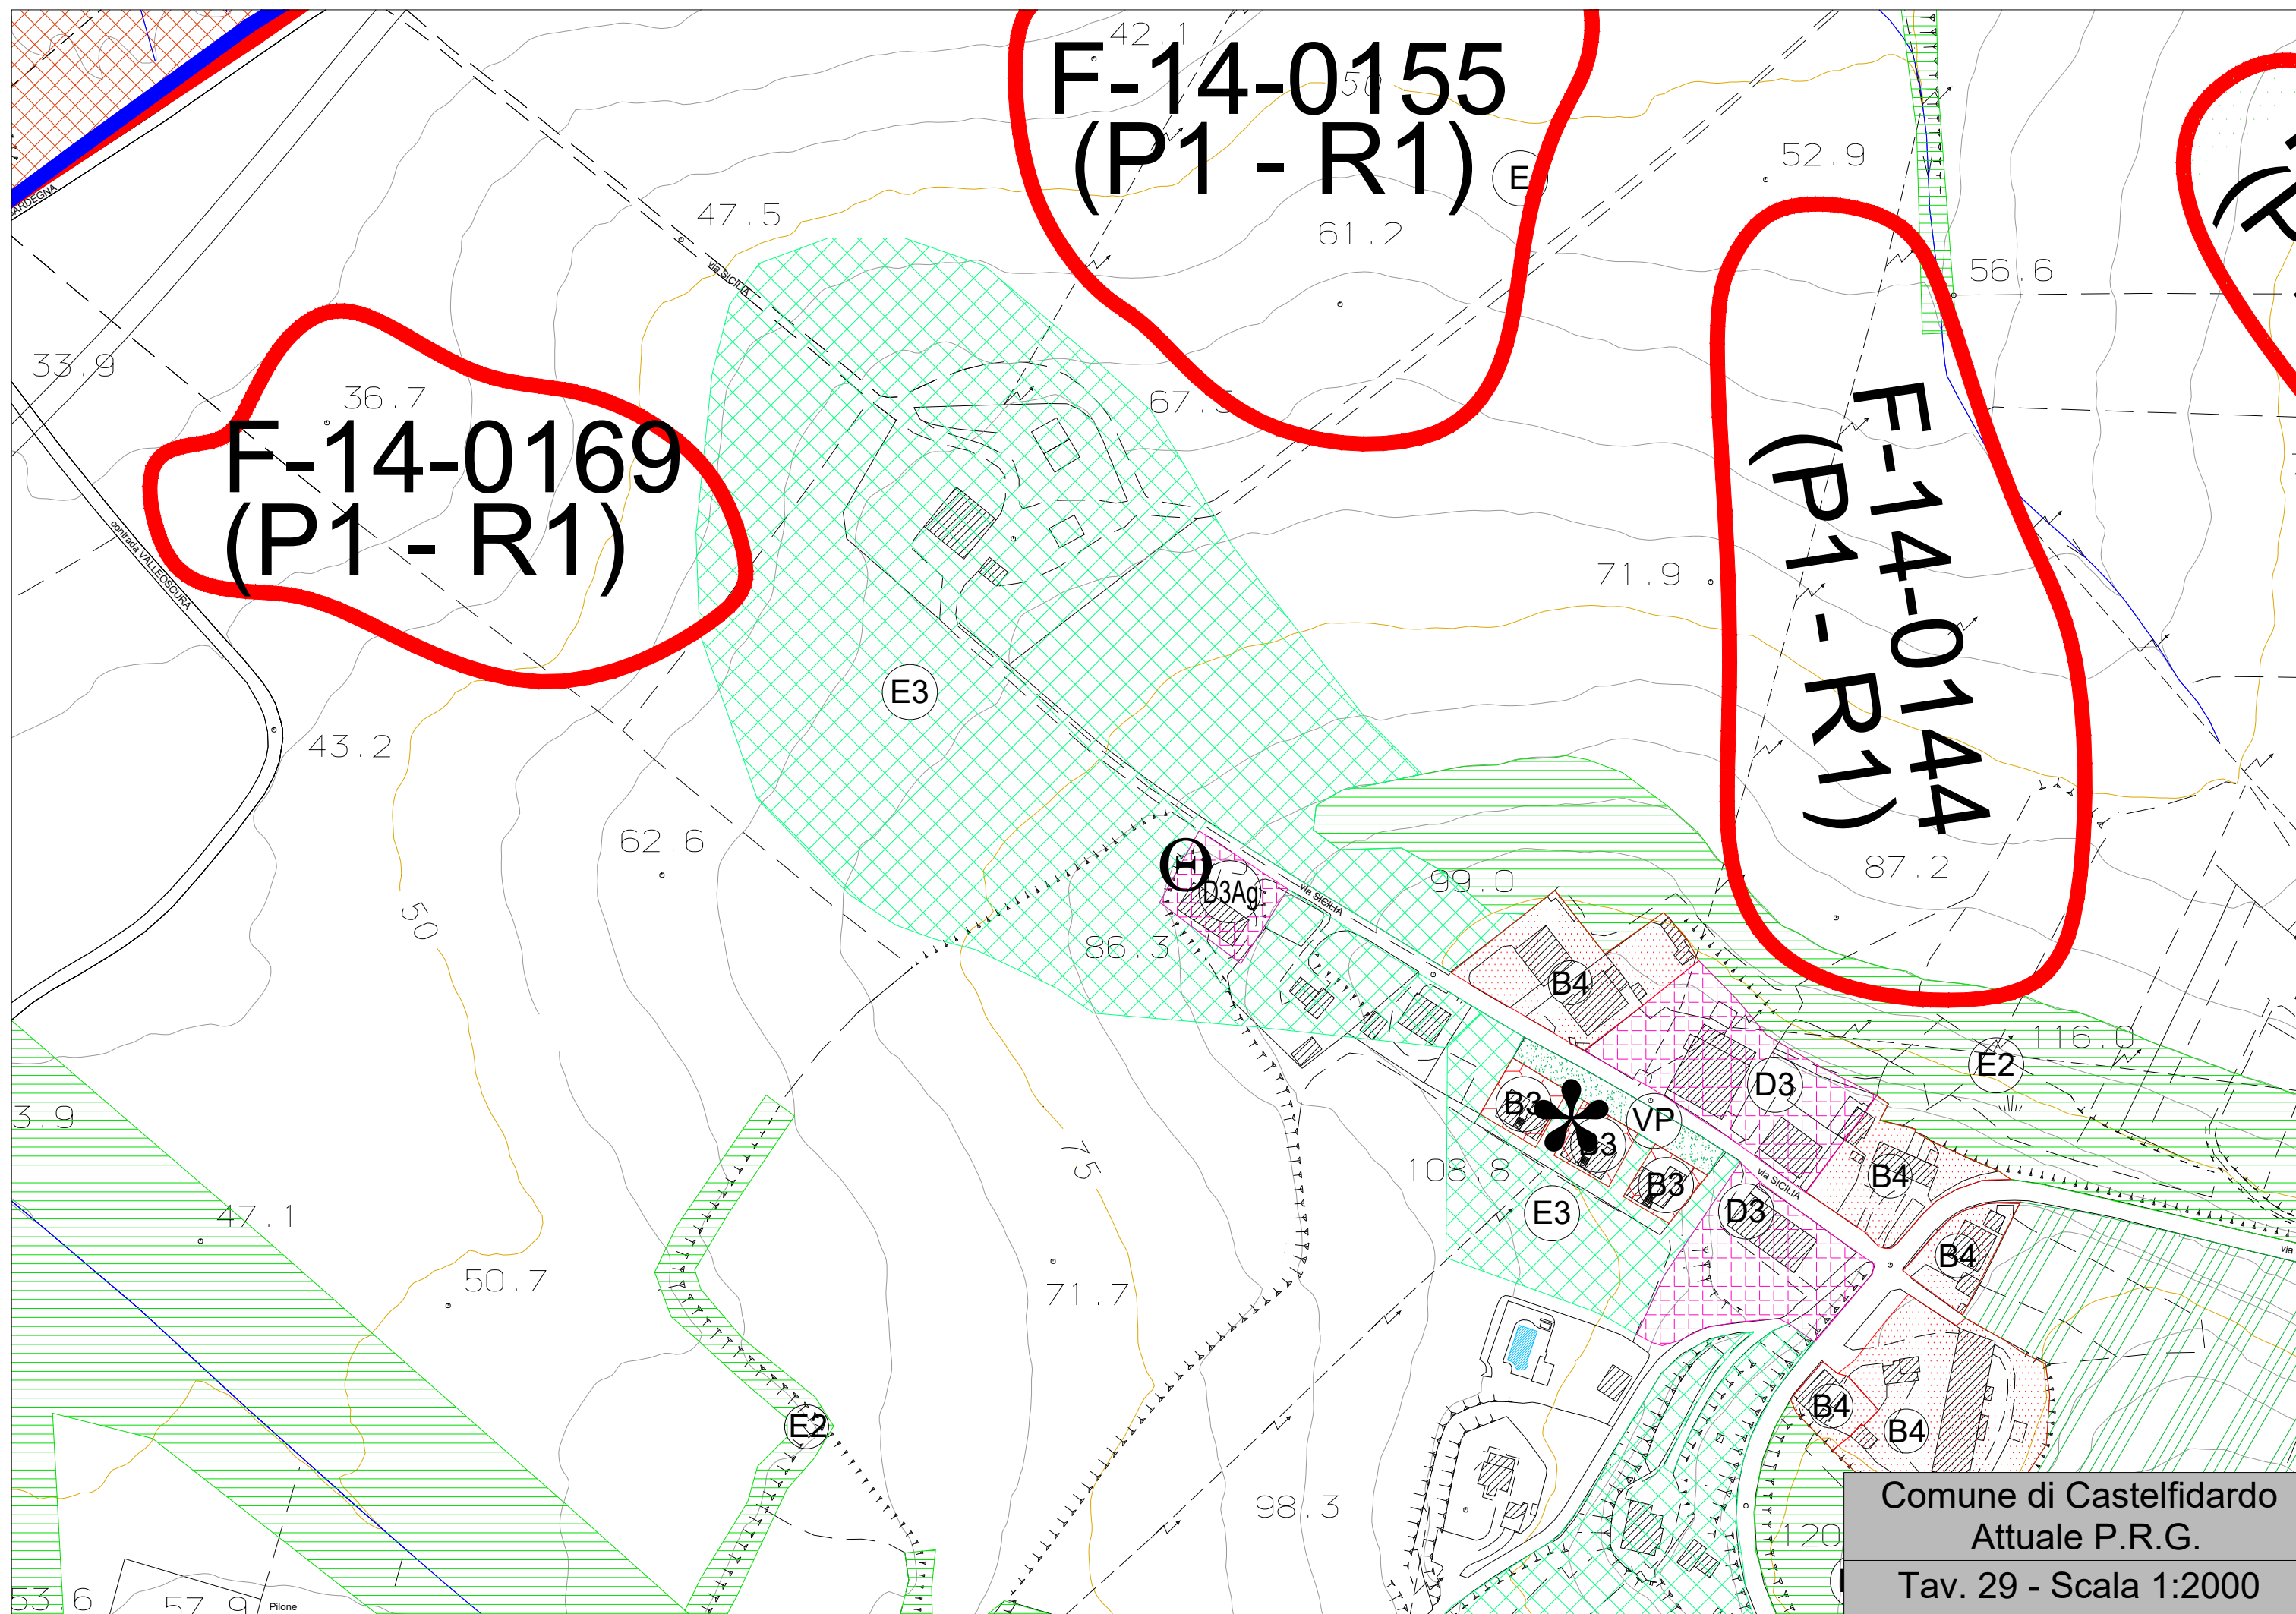 42.1
F-14-0155
50
(P1 - R1)
E
52.9
ARDEGNA
47.5
61.2
via SICILIA
56.6
33.9
36.7
67.5
F-14-0169
(P1 - R1)
F-14-0144
(P1 - R1)
contrada VALLEOSCURA
71.9
E3
43.2
62.6
87.2
Θ
D3Ag
via SICILIA
99.0
50
86.3
B4
116.0
E2
D3
3.9
B3
*
VP
B3
75
108.8
B3
via SICILIA
B4
E3
D3
47.1
B4
via
50.7
71.7
B4
B4
E2
98.3
Comune di Castelfidardo
Attuale P.R.G.
120
Tav. 29 - Scala 1:2000
53.6
57.9
Pilone